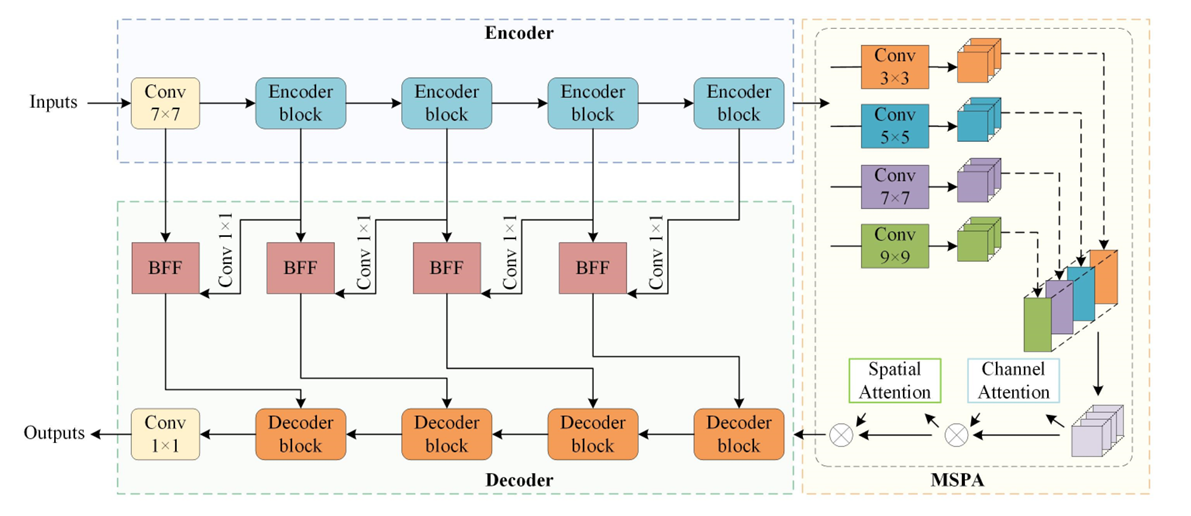 Encoder
Inputs
Conv
7×7
Encoder
block
Encoder
block
Encoder
block
Encoder
block
BFF
Conv 1×1
BFF
Conv 1×1
BFF
Conv 1×1
BFF
Conv 1×1
Outputs
Conv
1×1
Decoder
block
Decoder
block
Decoder
block
Decoder
block
Decoder
Conv
3×3
Conv
5×5
Conv
7×7
Conv
9×9
Spatial
Attention
Channel
Attention
MSPA